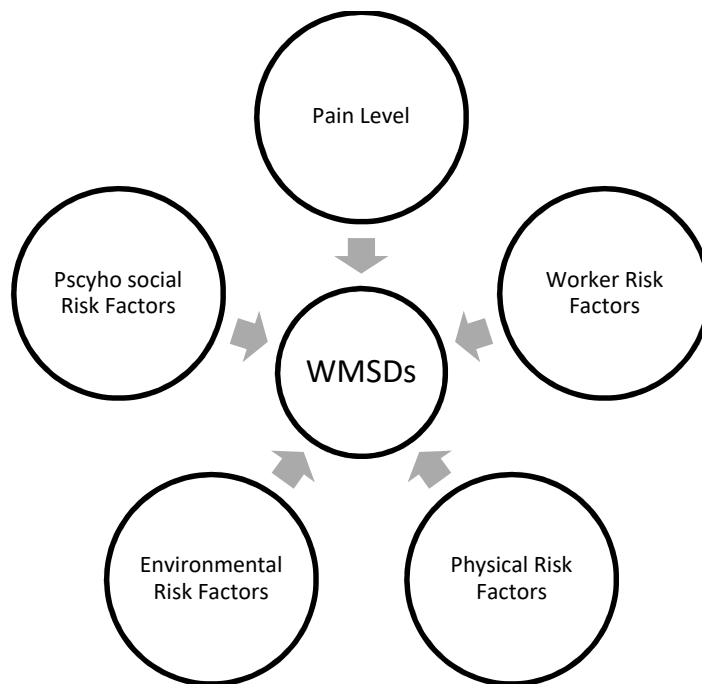 Pain Level
Pscyho social
Risk Factors
Worker Risk
Factors
WMSDs
Environmental
Risk Factors
Physical Risk
Factors